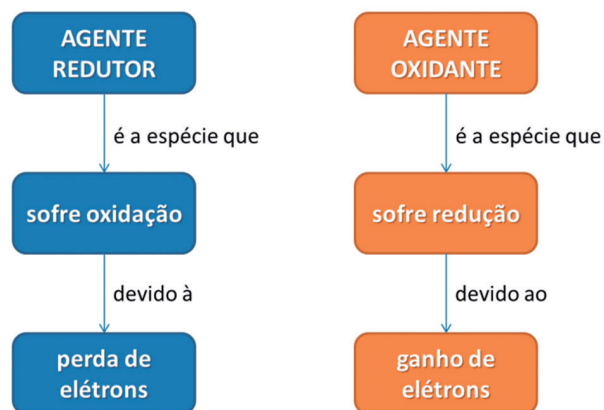 AGENTE
REDUTOR
é a espécie que
sofre oxidação
devido à
perda de
elétrons
AGENTE
OXIDANTE
é a espécie que
sofre redução
devido ao
ganho de
elétrons